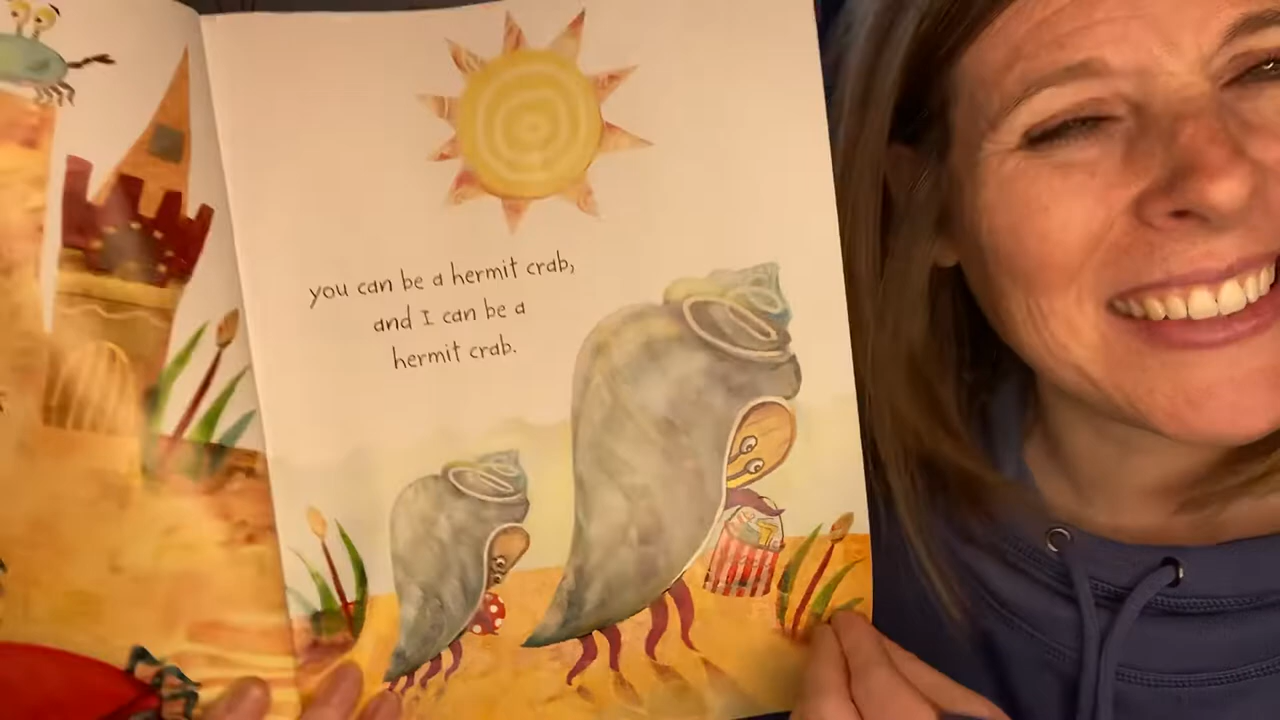 you can be a hermit crab,
and I can be a
hermit crab.